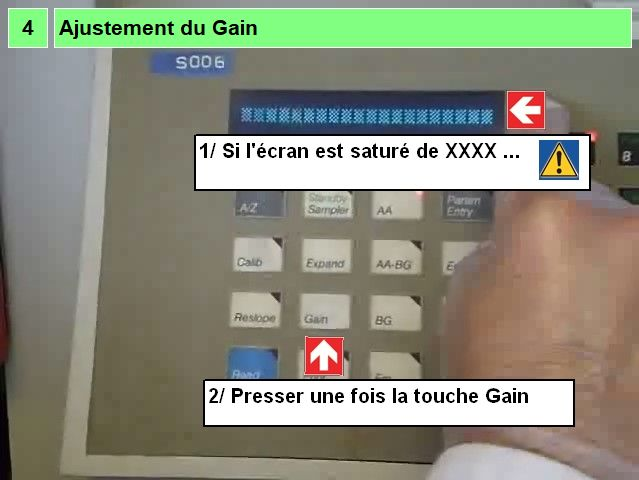 4 Ajustement du Gain
S006
1/ Si l'écran est saturé de XXXX ...
8
A/Z Standby Sampler AA Param Entry
Calib Expand AA-BG
Reslope Gain BG
Read
2/ Presser une fois la touche Gain